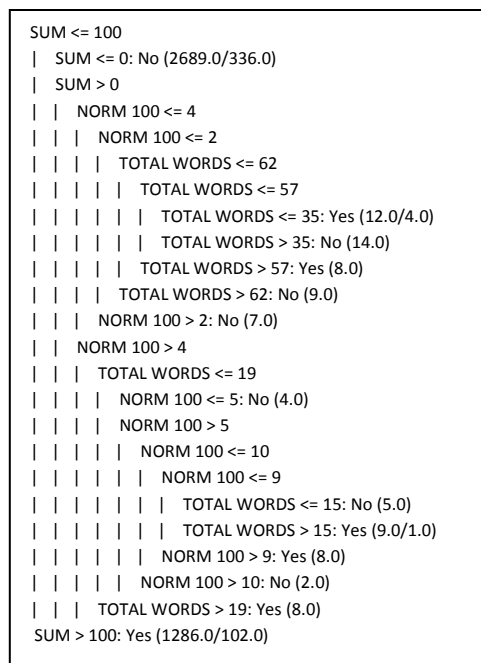 SUM <= 100
| SUM <= 0: No (2689.0/336.0)
| SUM > 0
| | NORM 100 <= 4
| | | NORM 100 <= 2
| | | | TOTAL WORDS <= 62
| | | | | TOTAL WORDS <= 57
| | | | | | TOTAL WORDS <= 35: Yes (12.0/4.0)
| | | | | | TOTAL WORDS > 35: No (14.0)
| | | | | TOTAL WORDS > 57: Yes (8.0)
| | | | TOTAL WORDS > 62: No (9.0)
| | | NORM 100 > 2: No (7.0)
| | NORM 100 > 4
| | | TOTAL WORDS <= 19
| | | | NORM 100 <= 5: No (4.0)
| | | | NORM 100 > 5
| | | | | NORM 100 <= 10
| | | | | | NORM 100 <= 9
| | | | | | | TOTAL WORDS <= 15: No (5.0)
| | | | | | | TOTAL WORDS > 15: Yes (9.0/1.0)
| | | | | | NORM 100 > 9: Yes (8.0)
| | | | | NORM 100 > 10: No (2.0)
| | | TOTAL WORDS > 19: Yes (8.0)
SUM > 100: Yes (1286.0/102.0)